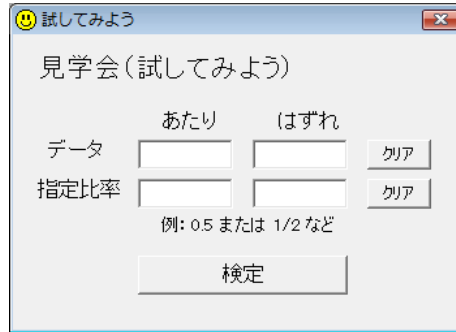 試してみよう
見学会(試してみよう)
あたり はずれ
データ クリア
指定比率 クリア
例: 0.5 または 1/2 など
検定